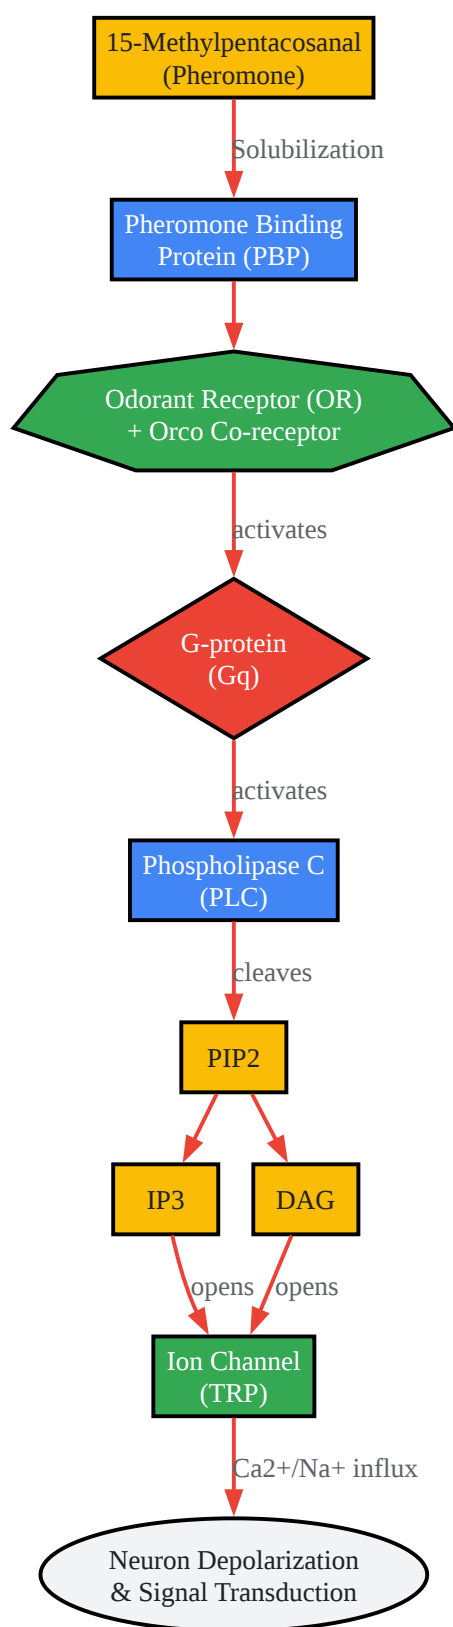 15-Methylpentacosanal
(Pheromone)
Solubilization
Pheromone Binding
Protein (PBP)
Odorant Receptor (OR)
+ Orco Co-receptor
activates
G-protein
(Gq)
activates
Phospholipase C
(PLC)
cleaves
PIP2
IP3
DAG
opens
opens
Ion Channel
(TRP)
Ca2+/Na+ influx
Neuron Depolarization
& Signal Transduction